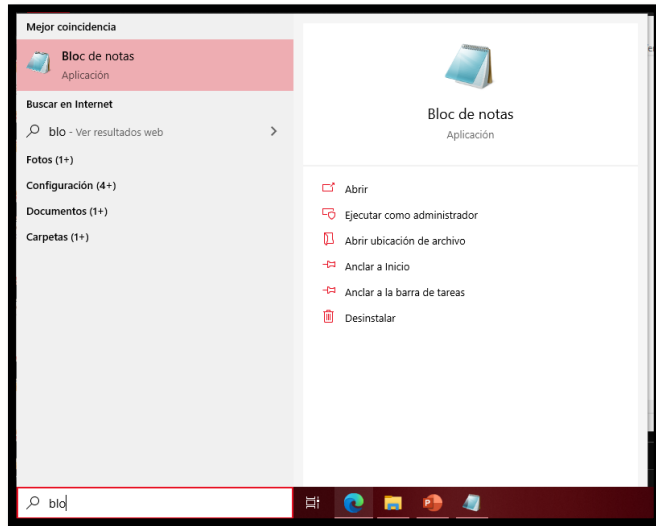 Mejor coincidencia
Bloc de notas
Aplicación
Buscar en Internet
blo - Ver resultados web
Fotos (1+)
Configuración (4+)
Documentos (1+)
Carpetas (1+)
Bloc de notas
Aplicación
Abrir
Ejecutar como administrador
Abrir ubicación de archivo
Anclar a Inicio
Anclar a la barra de tareas
Desinstalar
blo